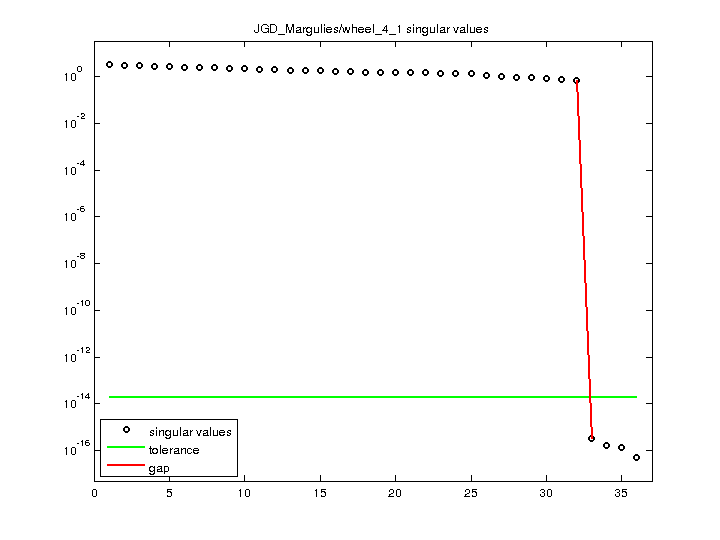 JGD_Margulies/wheel_4_1 singular values
10^0
10^-2
10^-4
10^-6
10^-8
10^-10
10^-12
10^-14
10^-16
singular values
tolerance
gap
0 5 10 15 20 25 30 35